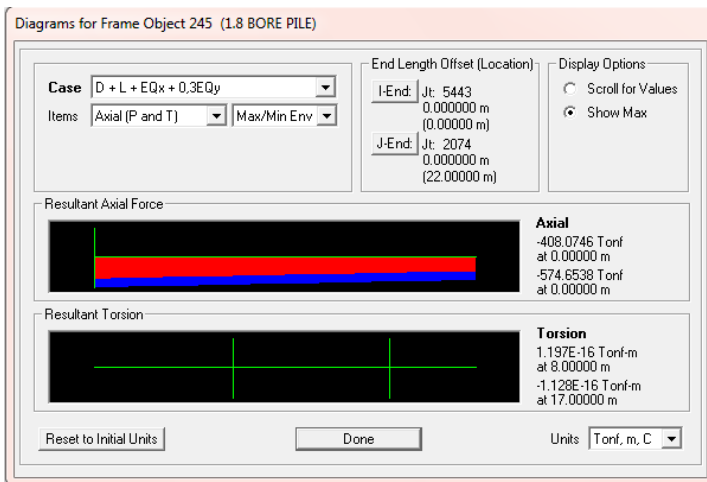 Diagrams for Frame Object 245 (1.8 BORE PILE)
Case D + L + EQx + 0,3EQy
Items Axial (P and T) Max/Min Env
End Length Offset (Location)
I-End: Jt: 5443
0.000000 m
(0.00000 m)
J-End: Jt: 2074
0.000000 m
(22.00000 m)
Display Options
Scroll for Values
Show Max
Resultant Axial Force
Axial
-408.0746 Tonf
at 0.00000 m
-574.6538 Tonf
at 0.00000 m
Resultant Torsion
Torsion
1.197E-16 Tonf-m
at 8.00000 m
-1.128E-16 Tonf-m
at 17.00000 m
Reset to Initial Units
Done
Units Tonf, m, C